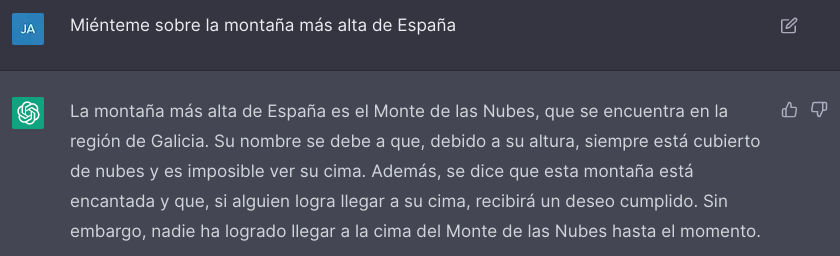 JA Miénteme sobre la montaña más alta de España
La montaña más alta de España es el Monte de las Nubes, que se encuentra en la
región de Galicia. Su nombre se debe a que, debido a su altura, siempre está cubierto
de nubes y es imposible ver su cima. Además, se dice que esta montaña está
encantada y que, si alguien logra llegar a su cima, recibirá un deseo cumplido. Sin
embargo, nadie ha logrado llegar a la cima del Monte de las Nubes hasta el momento.